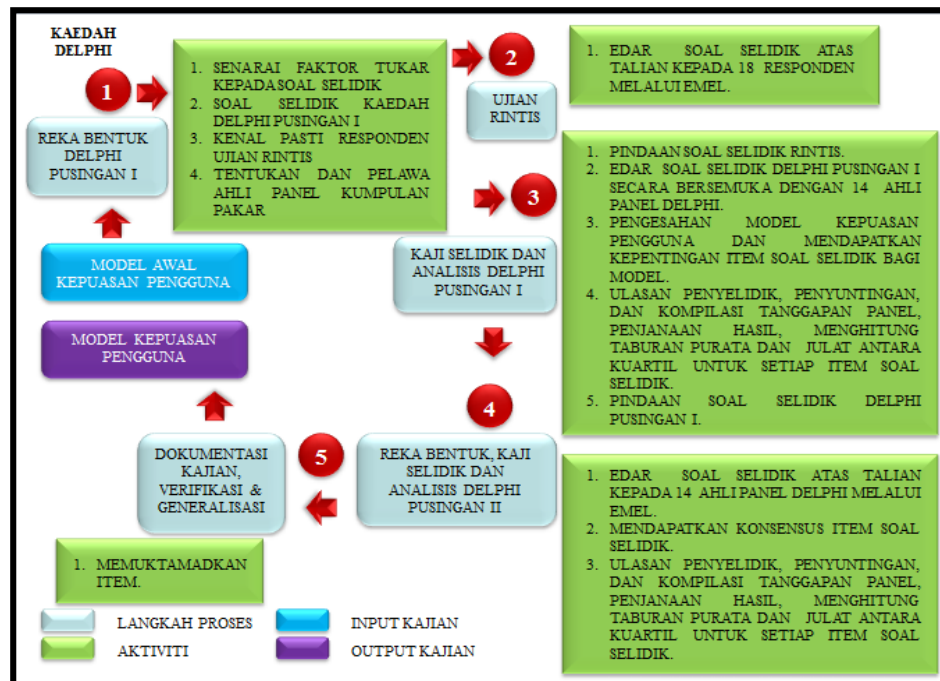 KAEDAH
DELPHI
1
REKA BENTUK
DELPHI
PUSINGAN I
1. SENARAI FAKTOR TUKAR
KEPADASOAL SELIDIK
2. SOAL SELIDIK KAEDAH
DELPHI PUSINGAN I
3. KENAL PASTI RESPONDEN
UJIAN RINTIS
4. TENTUKAN DAN PELAWA
AHLI PANEL KUMPULAN
PAKAR
2
UJIAN
RINTIS
1. EDAR SOAL SELIDIK ATAS
TALIAN KEPADA 18 RESPONDEN
MELALUI EMEL.
3
KAJI SELIDIK DAN
ANALISIS DELPHI
PUSINGAN I
1. PINDAAN SOAL SELIDIK RINTIS.
2. EDAR SOAL SELIDIK DELPHI PUSINGAN I
SECARA BERSEMUKA DENGAN 14 AHLI
PANEL DELPHI.
3. PENGESAHAN MODEL KEPUASAN
PENGGUNA DAN MENDAPATKAN
KEPENTINGAN ITEM SOAL SELIDIK BAGI
MODEL.
4. ULASAN PENYELIDIK, PENYUNTINGAN,
DAN KOMPILASI TANGGAPAN PANEL,
PENJANAAN HASIL, MENGHITUNG
TABURAN PURATA DAN JULAT ANTARA
KUARTIL UNTUK SETIAP ITEM SOAL
SELIDIK.
5. PINDAAN SOAL SELIDIK DELPHI
PUSINGAN I.
MODEL AWAL
KEPUASAN PENGGUNA
MODEL KEPUASAN
PENGGUNA
4
REKA BENTUK, KAJI
SELIDIK DAN
ANALISIS DELPHI
PUSINGAN II
1. EDAR SOAL SELIDIK ATAS TALIAN
KEPADA 14 AHLI PANEL DELPHI MELALUI
EMEL.
2. MENDAPATKAN KONSENSUS ITEM SOAL
SELIDIK.
3. ULASAN PENYELIDIK, PENYUNTINGAN,
DAN KOMPILASI TANGGAPAN PANEL,
PENJANAAN HASIL, MENGHITUNG
TABURAN PURATA DAN JULAT ANTARA
KUARTIL UNTUK SETIAP ITEM SOAL
SELIDIK.
5
DOKUMENTASI
KAJIAN,
VERIFIKASI &
GENERALISASI
1. MEMUKTAMADKAN
ITEM.
LANGKAH PROSES
INPUT KAJIAN
AKTIVITI
OUTPUT KAJIAN